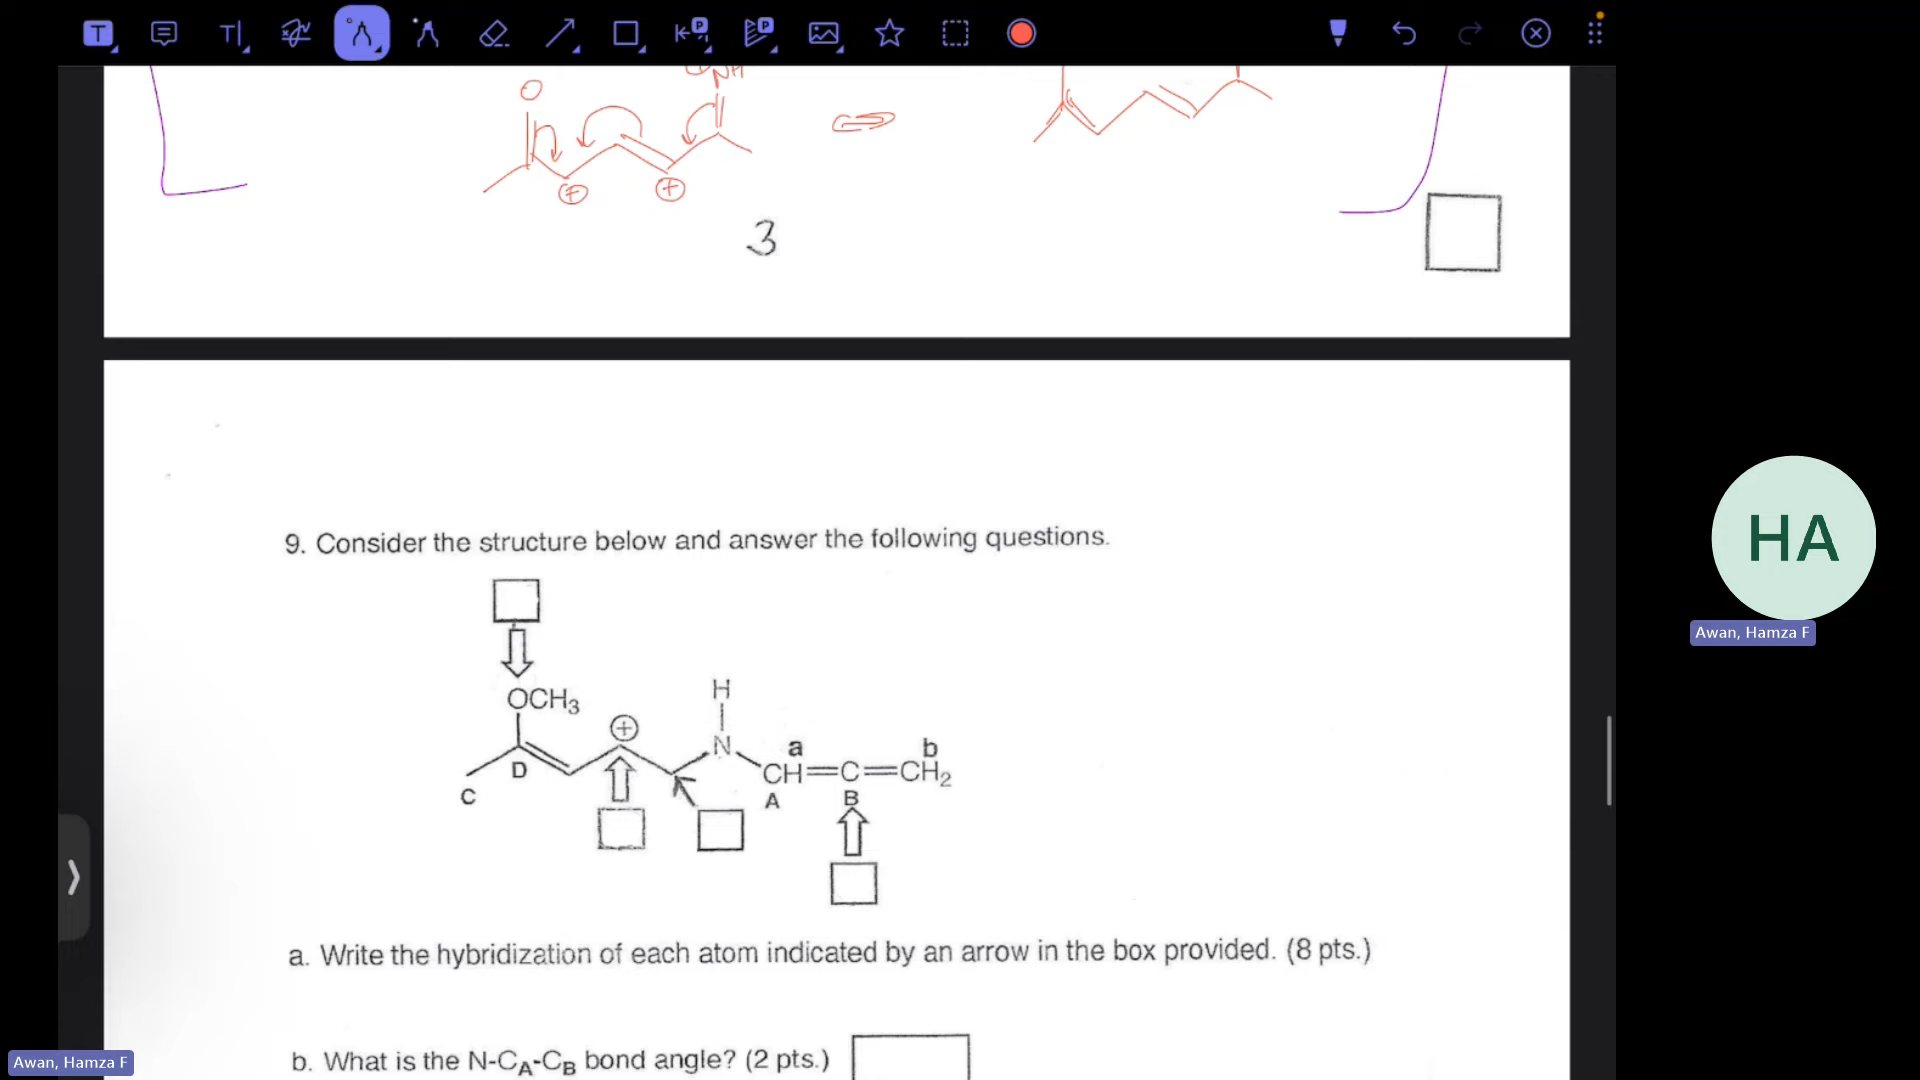 T
T
P
P
O
NH
+
+
3
9. Consider the structure below and answer the following questions.
OCH3
H
+
N
a
b
D
CH=C=CH2
C
A
B
a. Write the hybridization of each atom indicated by an arrow in the box provided. (8 pts.)
b. What is the N-CA-CB bond angle? (2 pts.)
HA
Awan, Hamza F
Awan, Hamza F